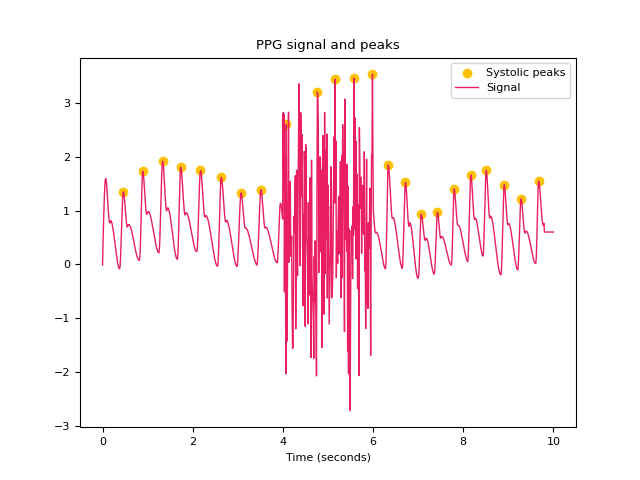 PPG signal and peaks
Systolic peaks
Signal
3
2
1
0
−1
−2
−3
0 2 4 6 8 10
Time (seconds)